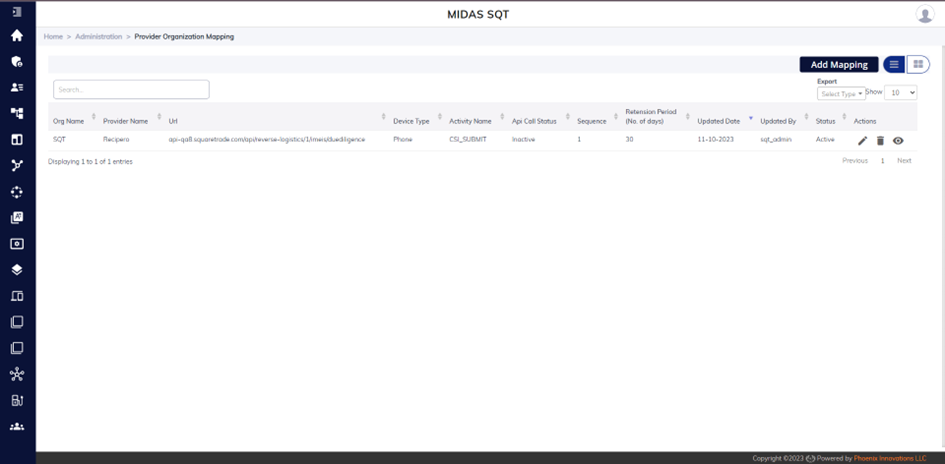 MIDAS SQT
Home > Administration > Provider Organization Mapping
Add Mapping
Export
Search...
Select Type
Show
10
Org Name Provider Name Url Device Type Activity Name Api Call Status Sequence Retension Period (No. of days) Updated Date Updated By Status Actions
SQT Recipero api-qa8.squaretrade.com/api/reverse-logistics/1/imeis/duediligence Phone CSI_SUBMIT Inactive 1 30 11-10-2023 sqt_admin Active
Displaying 1 to 1 of 1 entries
Previous 1 Next
Copyright ©2023 Powered by Phoenix Innovations LLC